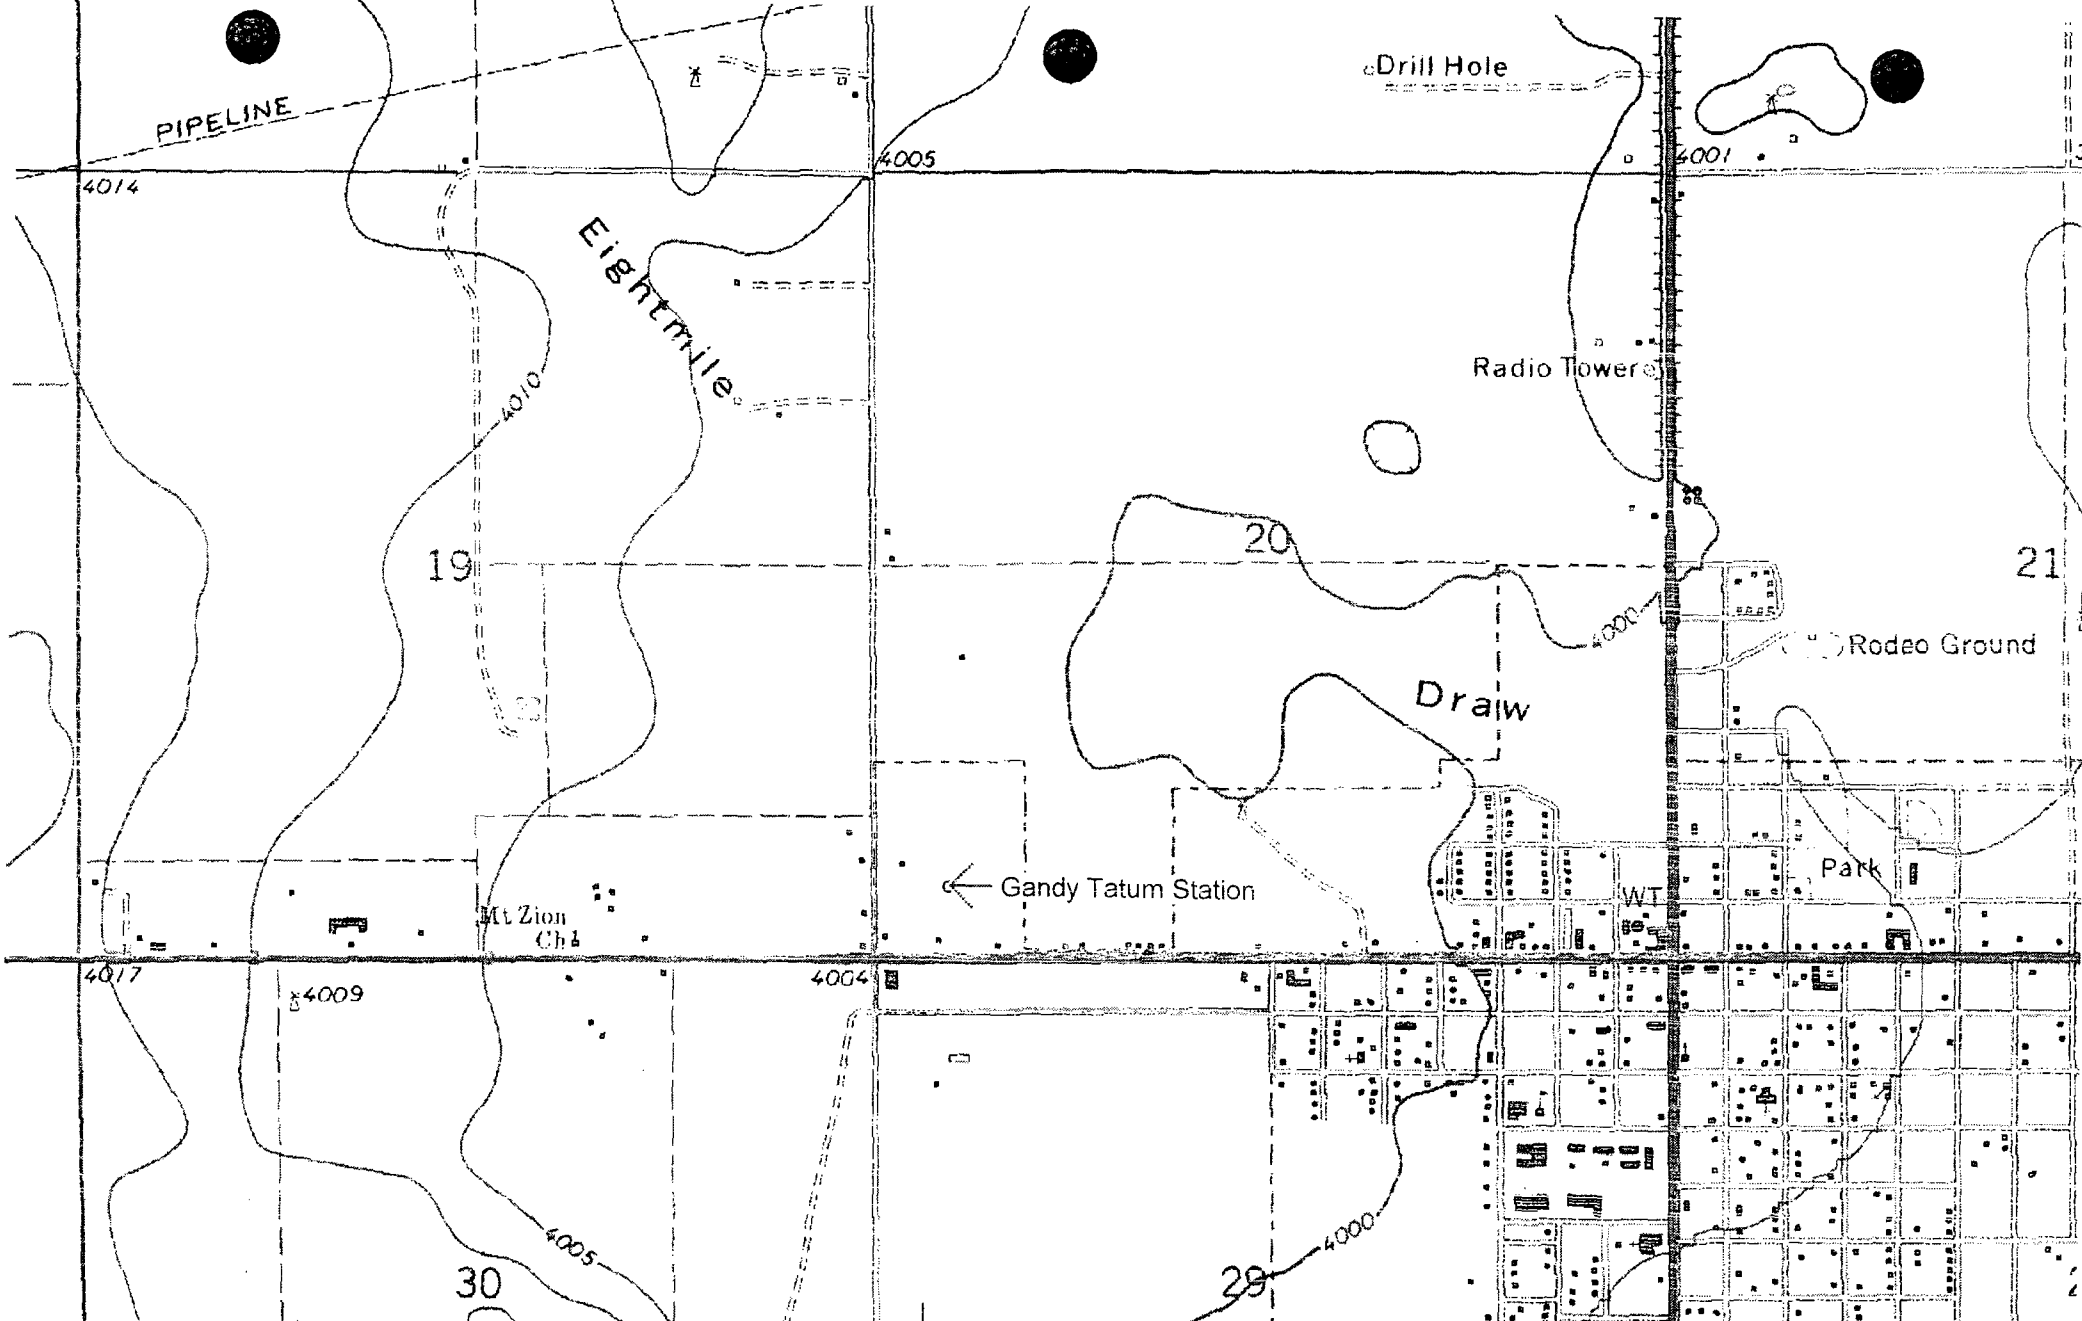 Drill Hole
PIPELINE
4005
4001
4014
Eightmile
Radio Tower
4010
20
19
21
4000
Rodeo Ground
Draw
Park
Gandy Tatum Station
WT
Mt Zion
Ch
4017
4004
4009
4000
4005
30
29